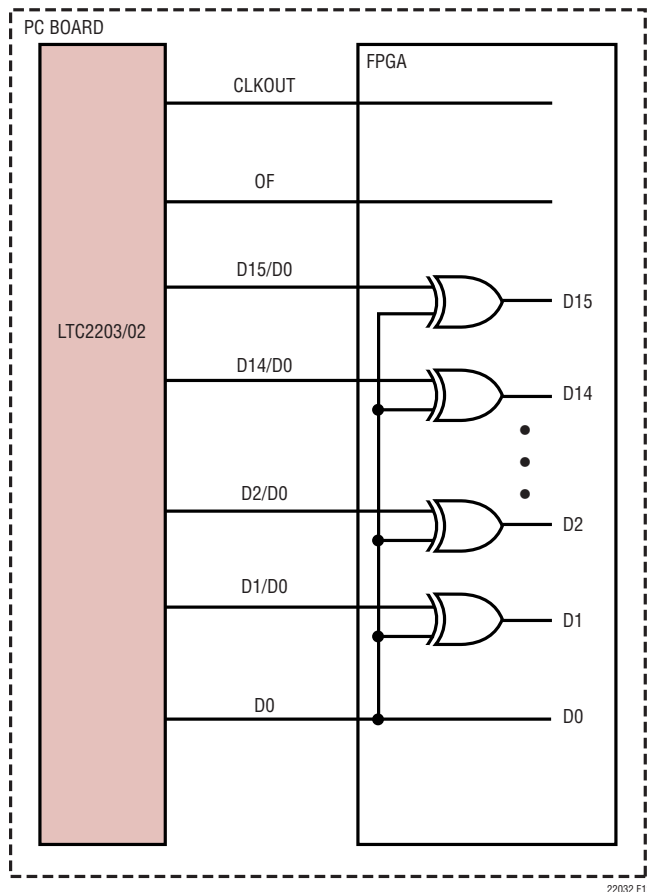 PC BOARD
FPGA
CLKOUT
OF
D15/D0
D15
LTC2203/02
D14/D0
D14
D2/D0
D2
D1/D0
D1
D0
D0
22032 F1